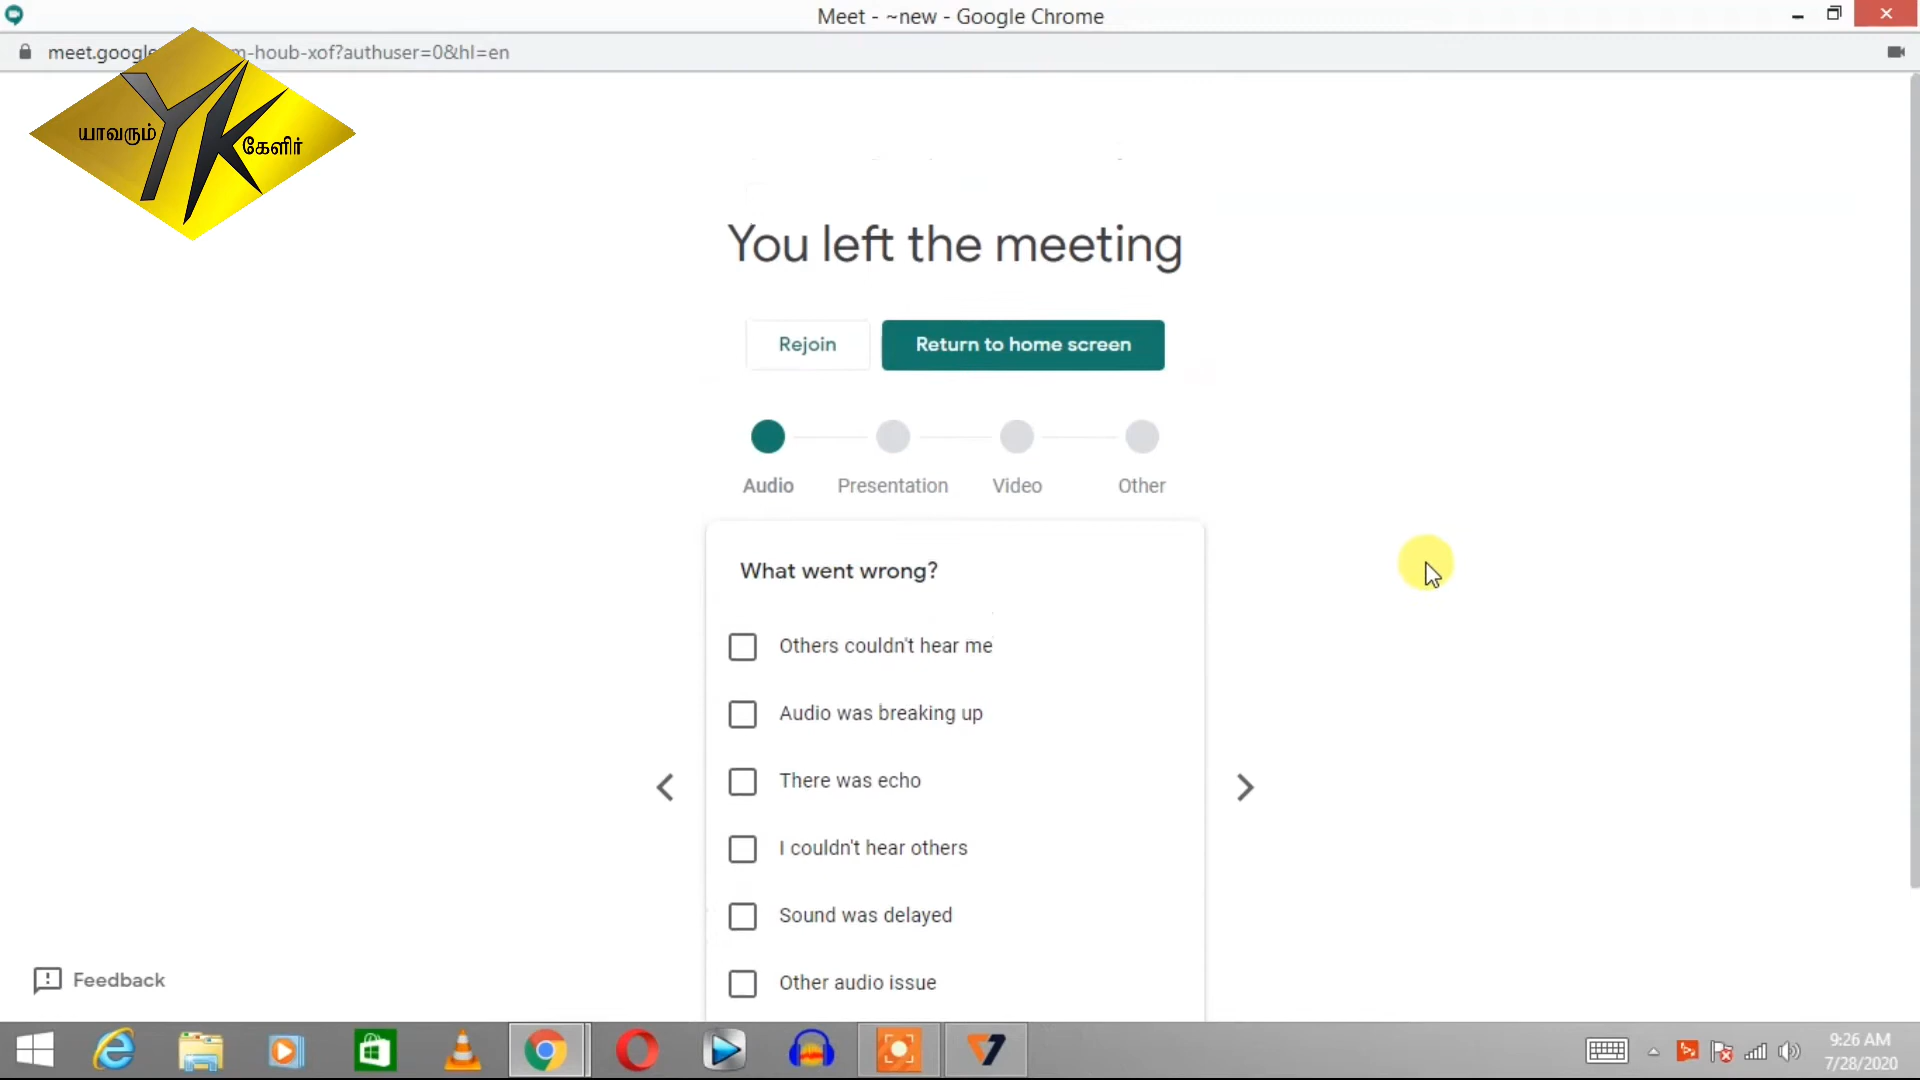 Meet - ~new - Google Chrome
meet.google
m-houb-xof?authuser=0&hl=en
யாவரும்
YK
கேளிர்
You left the meeting
Rejoin
Return to home screen
Audio
Presentation
Video
Other
What went wrong?
Others couldn't hear me
Audio was breaking up
There was echo
I couldn't hear others
Sound was delayed
Other audio issue
Feedback
9:26 AM
7/28/2020